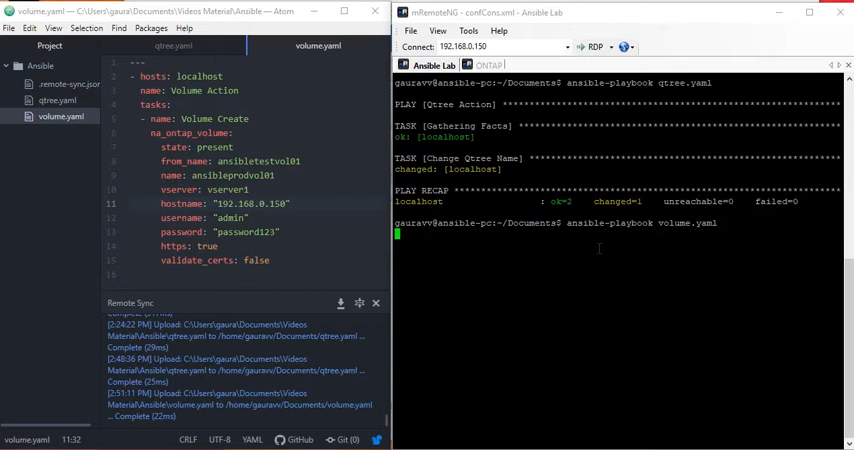 volume.yaml — C:\Users\gaura\Documents\Videos Material\Ansible — Atom
File Edit View Selection Find Packages Help
Project
Ansible
.remote-sync.json
qtree.yaml
volume.yaml
qtree.yaml volume.yaml
1 ---
2 - hosts: localhost
3 name: Volume Action
4 tasks:
5 - name: Volume Create
6 na_ontap_volume:
7 state: present
8 from_name: ansibletestvol01
9 name: ansibleprodvol01
10 vserver: vserver1
11 hostname: "192.168.0.150"
12 username: "admin"
13 password: "password123"
14 https: true
15 validate_certs: false
16
Remote Sync
[2:24:22 PM] Upload: C:\Users\gaura\Documents\Videos
Material\Ansible\qtree.yaml to /home/gauravv/Documents/qtree.yaml ...
Complete (29ms)
[2:48:36 PM] Upload: C:\Users\gaura\Documents\Videos
Material\Ansible\qtree.yaml to /home/gauravv/Documents/qtree.yaml ...
Complete (25ms)
[2:51:11 PM] Upload: C:\Users\gaura\Documents\Videos
Material\Ansible\volume.yaml to /home/gauravv/Documents/volume.yaml
... Complete (22ms)
volume.yaml 11:32 CRLF UTF-8 YAML GitHub Git (0)
mRemoteNG - confCons.xml - Ansible Lab
File View Tools Help
Connect: 192.168.0.150 RDP
Ansible Lab ONTAP
gauravv@ansible-pc:~/Documents$ ansible-playbook qtree.yaml
PLAY [Qtree Action] ****************************************************************
TASK [Gathering Facts] *************************************************************
ok: [localhost]
TASK [Change Qtree Name] ***********************************************************
changed: [localhost]
PLAY RECAP *************************************************************************
localhost : ok=2 changed=1 unreachable=0 failed=0
gauravv@ansible-pc:~/Documents$ ansible-playbook volume.yaml